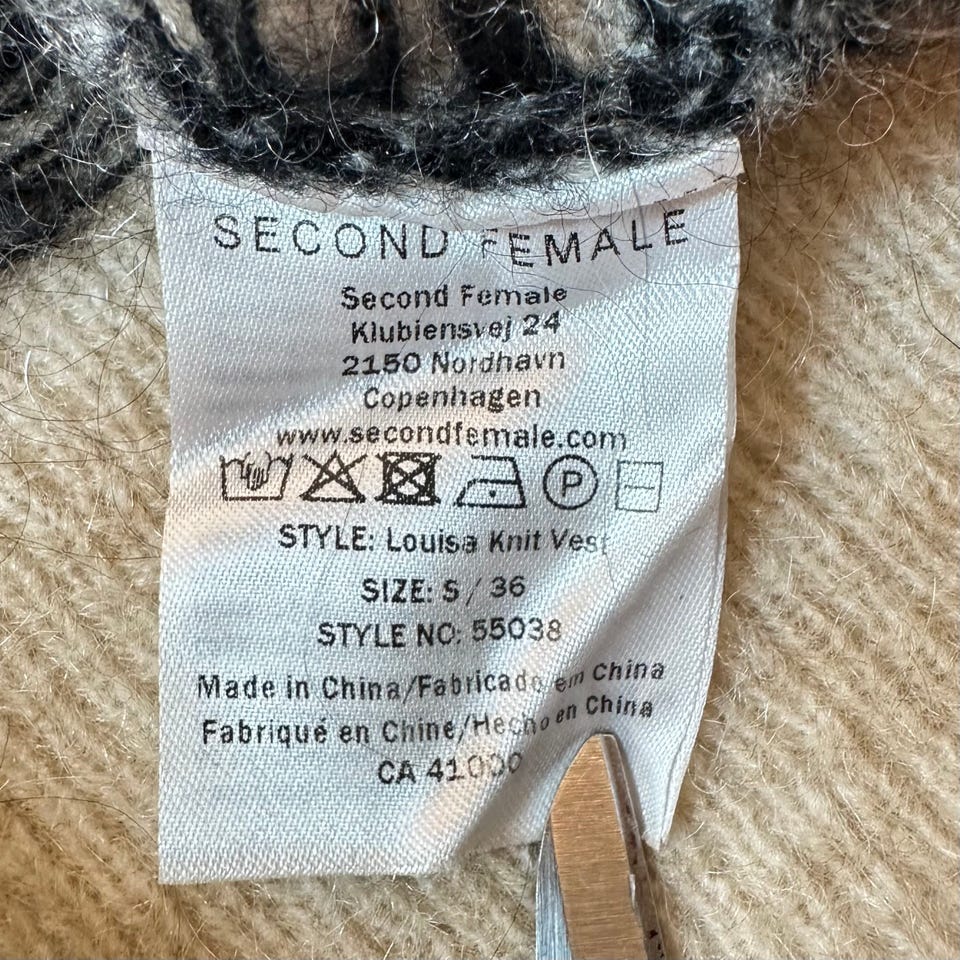 SECOND FEMALE
Second Female
Klubiensvej 24
2150 Nordhavn
Copenhagen
www.secondfemale.com
P
STYLE: Louisa Knit Vest
SIZE: S / 36
STYLE NO: 55038
Made in China/Fabricado em China
Fabriqué en Chine/Hecho en China
CA 41000